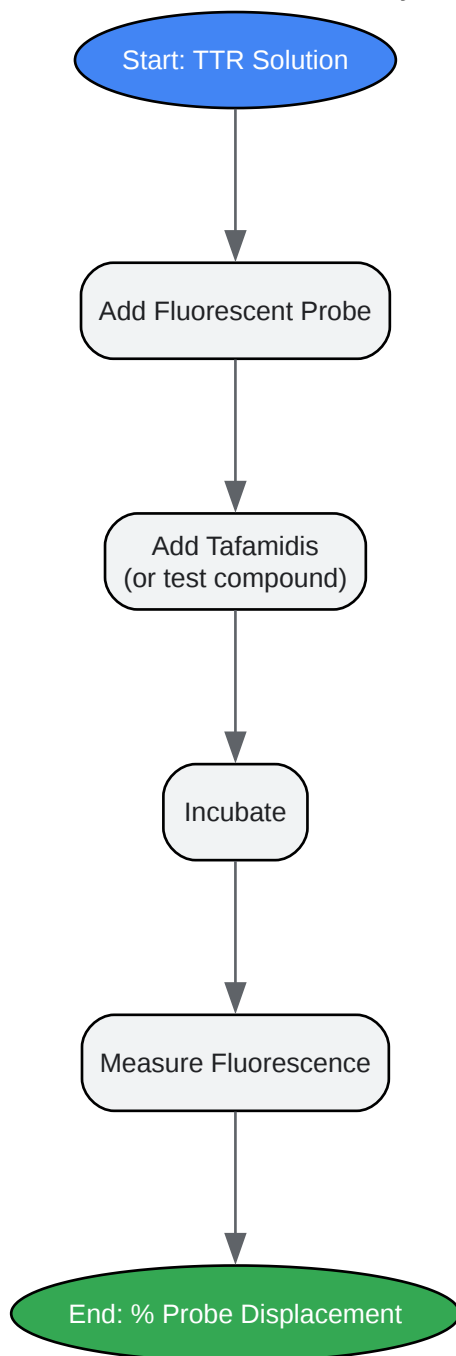 Start: TTR Solution
Add Fluorescent Probe
Add Tafamidis
(or test compound)
Incubate
Measure Fluorescence
End: % Probe Displacement